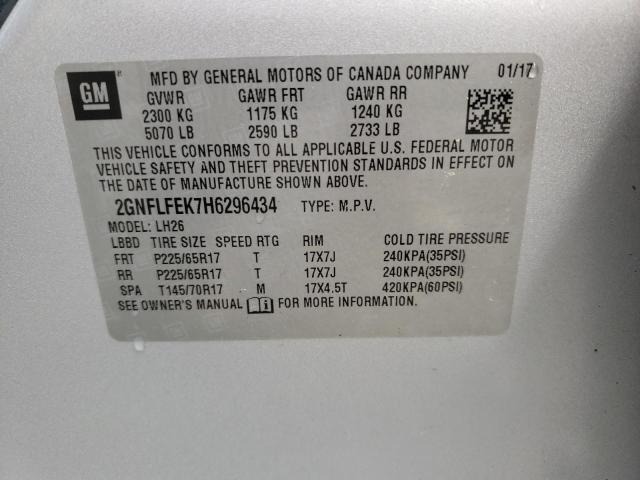 GM
MFD BY GENERAL MOTORS OF CANADA COMPANY 01/17
GVWR GAWR FRT GAWR RR
2300 KG 1175 KG 1240 KG
5070 LB 2590 LB 2733 LB
THIS VEHICLE CONFORMS TO ALL APPLICABLE U.S. FEDERAL MOTOR
VEHICLE SAFETY AND THEFT PREVENTION STANDARDS IN EFFECT ON
THE DATE OF MANUFACTURE SHOWN ABOVE.
2GNFLFEK7H6296434 TYPE: M.P.V.
MODEL: LH26
LBBD TIRE SIZE SPEED RTG RIM COLD TIRE PRESSURE
FRT P225/65R17 T 17X7J 240KPA(35PSI)
RR P225/65R17 T 17X7J 240KPA(35PSI)
SPA T145/70R17 M 17X4.5T 420KPA(60PSI)
SEE OWNER'S MANUAL FOR MORE INFORMATION.